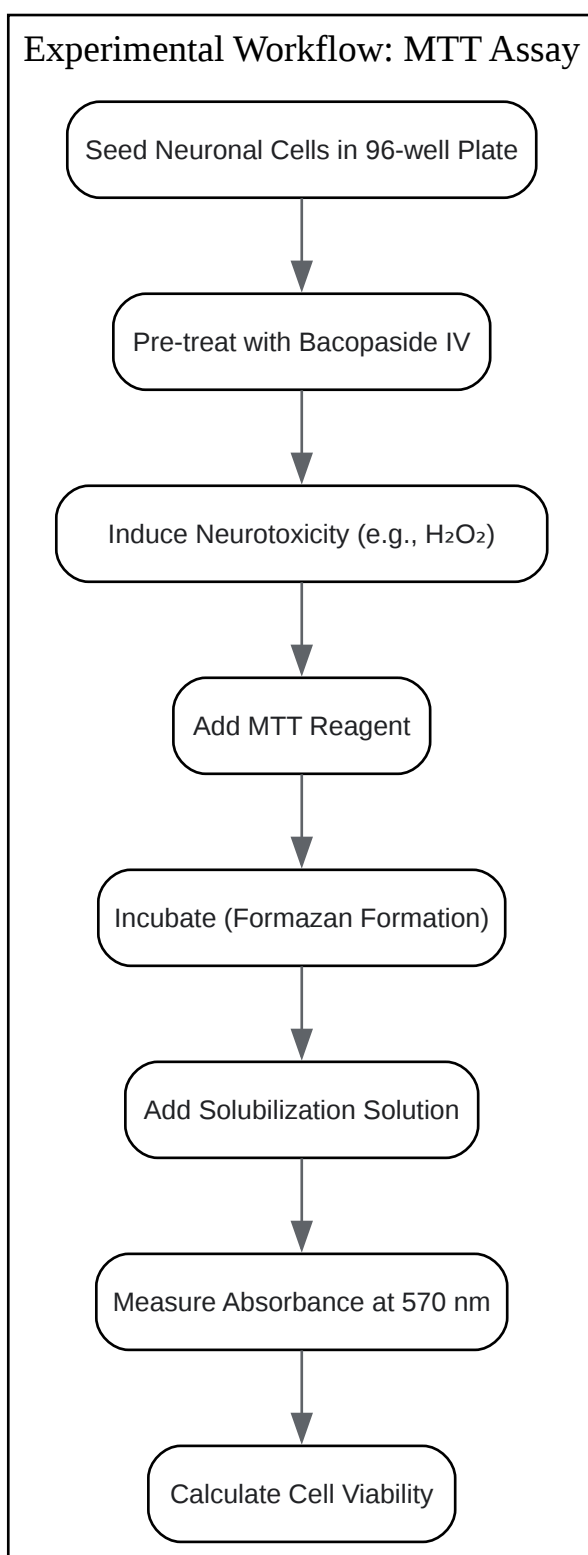 Experimental Workflow: MTT Assay
Seed Neuronal Cells in 96-well Plate
Pre-treat with Bacopaside IV
Induce Neurotoxicity (e.g., H₂O₂)
Add MTT Reagent
Incubate (Formazan Formation)
Add Solubilization Solution
Measure Absorbance at 570 nm
Calculate Cell Viability